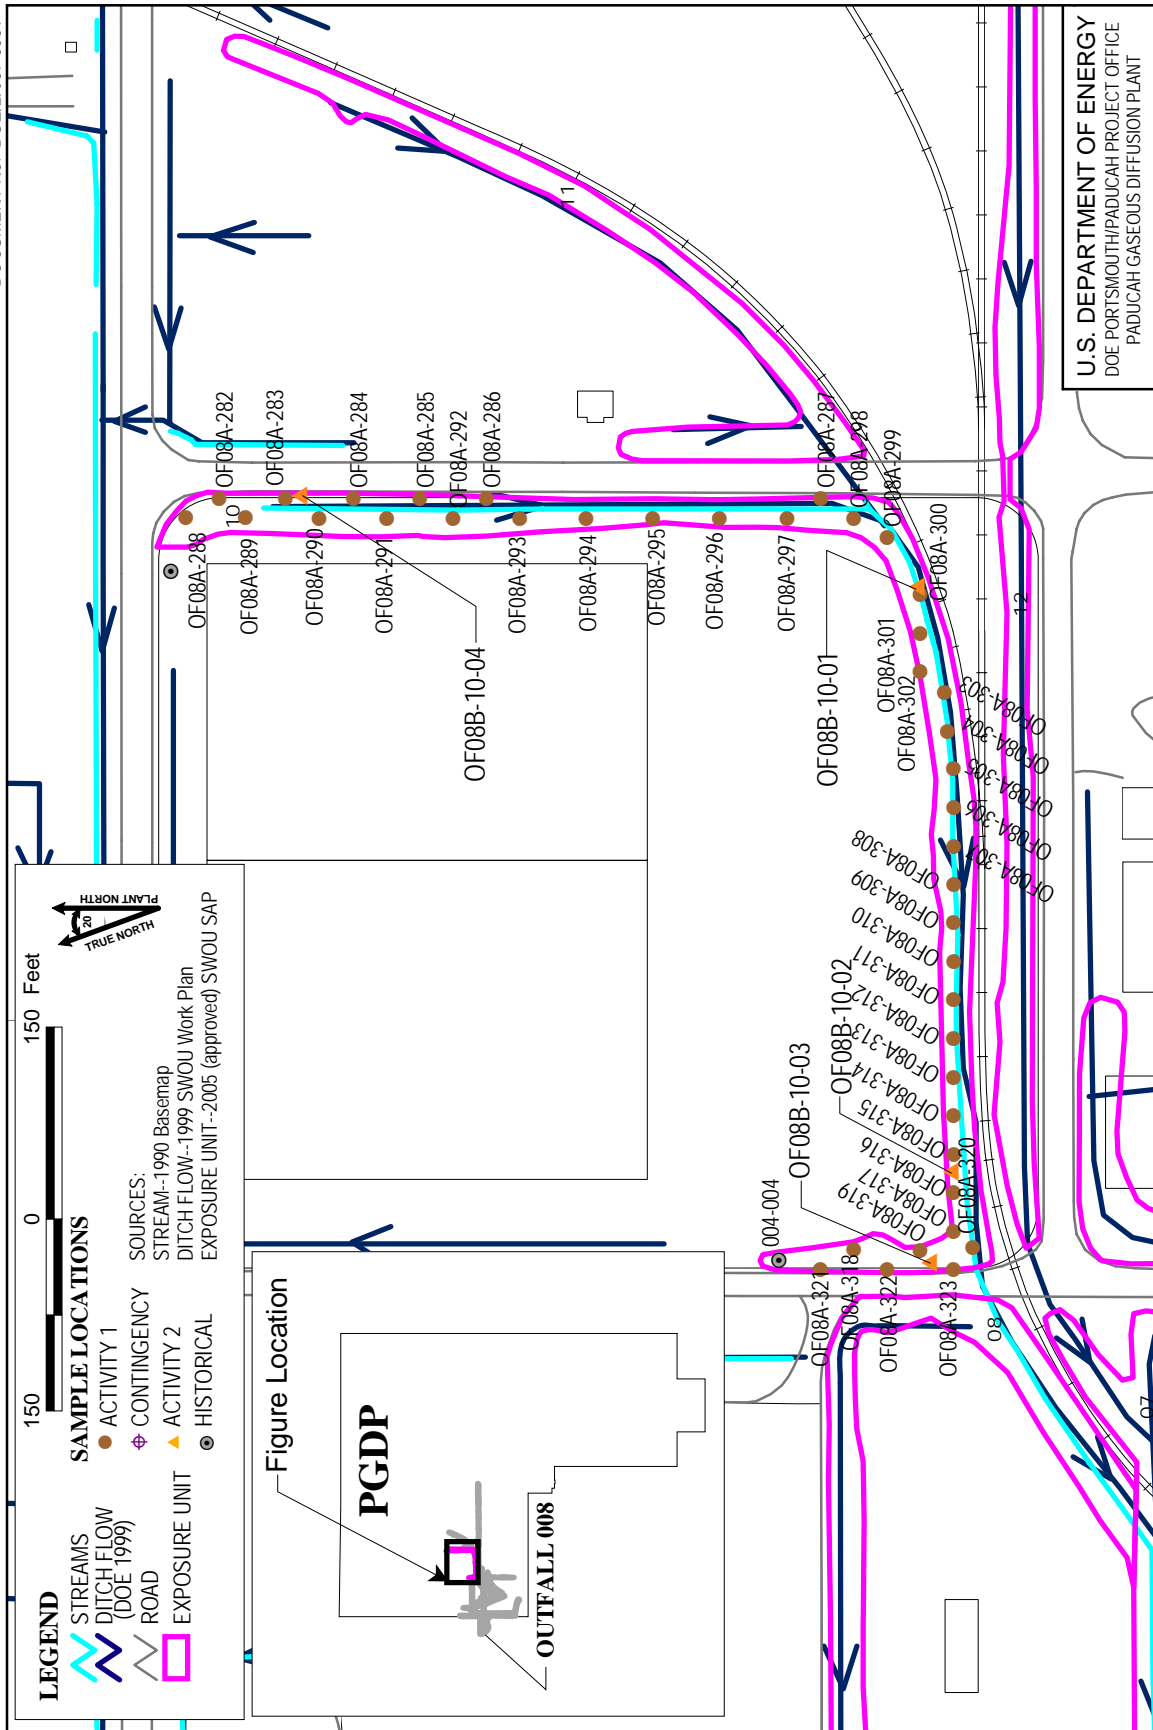 LEGEND
STREAMS
DITCH FLOW
(DOE 1999)
ROAD
EXPOSURE UNIT
SAMPLE LOCATIONS
ACTIVITY 1
CONTINGENCY
ACTIVITY 2
HISTORICAL
SOURCES:
STREAM--1990 Basemap
DITCH FLOW--1999 SWOU Work Plan
EXPOSURE UNIT--2005 (approved) SWOU SAP
150
0
150 Feet
TRUE NORTH
20
PLANT NORTH
Figure Location
PGDP
OUTFALL 008
OF08A-282
OF08A-283
OF08A-284
OF08A-285
OF08A-292
OF08A-286
OF08A-287
OF08A-298
OF08A-299
OF08A-300
OF08A-288
OF08A-289
OF08A-290
OF08A-291
OF08A-293
OF08A-294
OF08A-295
OF08A-296
OF08A-297
OF08B-10-04
OF08B-10-01
OF08A-301
OF08A-302
OF08A-303
OF08A-304
OF08A-305
OF08A-306
OF08A-307
OF08A-308
OF08A-309
OF08A-310
OF08A-311
OF08A-312
OF08A-313
OF08A-314
OF08A-315
OF08A-316
OF08A-317
OF08A-319
OF08A-320
OF08B-10-02
OF08B-10-03
004-004
OF08A-321
OF08A-318
OF08A-322
OF08A-323
10
11
12
08
07
U.S. DEPARTMENT OF ENERGY
DOE PORTSMOUTH/PADUCAH PROJECT OFFICE
PADUCAH GASEOUS DIFFUSION PLANT